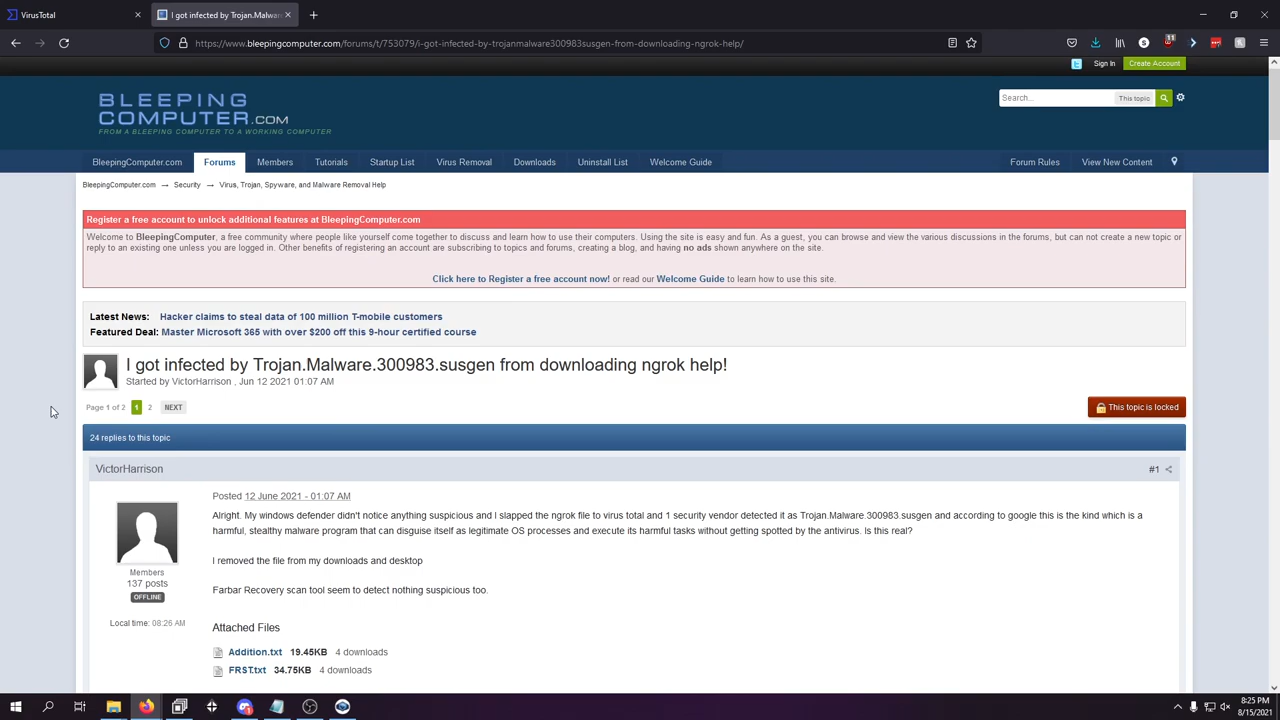 VirusTotal
I got infected by Trojan.Malwar
https://www.bleepingcomputer.com/forums/t/753079/i-got-infected-by-trojanmalware300983susgen-from-downloading-ngrok-help/
11
Sign In
Create Account
BLEEPING
COMPUTER.COM
FROM A BLEEPING COMPUTER TO A WORKING COMPUTER
Search...
This topic
BleepingComputer.com
Forums
Members
Tutorials
Startup List
Virus Removal
Downloads
Uninstall List
Welcome Guide
Forum Rules
View New Content
BleepingComputer.com → Security → Virus, Trojan, Spyware, and Malware Removal Help
Register a free account to unlock additional features at BleepingComputer.com
Welcome to BleepingComputer, a free community where people like yourself come together to discuss and learn how to use their computers. Using the site is easy and fun. As a guest, you can browse and view the various discussions in the forums, but can not create a new topic or
reply to an existing one unless you are logged in. Other benefits of registering an account are subscribing to topics and forums, creating a blog, and having no ads shown anywhere on the site.
Click here to Register a free account now! or read our Welcome Guide to learn how to use this site.
Latest News: Hacker claims to steal data of 100 million T-mobile customers
Featured Deal: Master Microsoft 365 with over $200 off this 9-hour certified course
I got infected by Trojan.Malware.300983.susgen from downloading ngrok help!
Started by VictorHarrison , Jun 12 2021 01:07 AM
Page 1 of 2 1 2 NEXT
This topic is locked
24 replies to this topic
VictorHarrison
#1
Posted 12 June 2021 - 01:07 AM
Alright. My windows defender didn't notice anything suspicious and I slapped the ngrok file to virus total and 1 security vendor detected it as Trojan.Malware.300983 susgen and according to google this is the kind which is a
harmful, stealthy malware program that can disguise itself as legitimate OS processes and execute its harmful tasks without getting spotted by the antivirus. Is this real?
I removed the file from my downloads and desktop
Farbar Recovery scan tool seem to detect nothing suspicious too.
Members
137 posts
OFFLINE
Local time: 08:26 AM
Attached Files
Addition.txt 19.45KB 4 downloads
FRST.txt 34.75KB 4 downloads
8:25 PM
8/15/2021